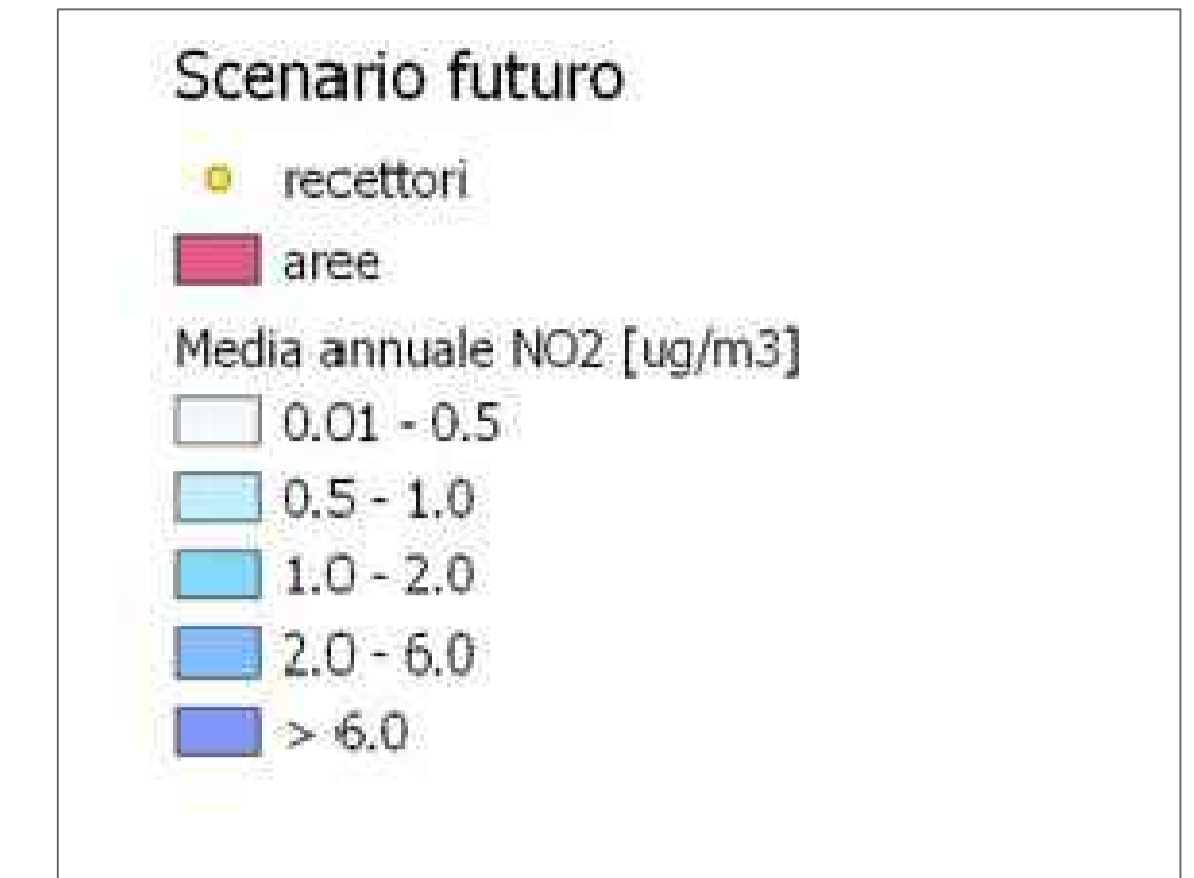 Scenario futuro
recettori
aree
Media annuale NO2 [ug/m3]
0.01 - 0.5
0.5 - 1.0
1.0 - 2.0
2.0 - 6.0
> 6.0